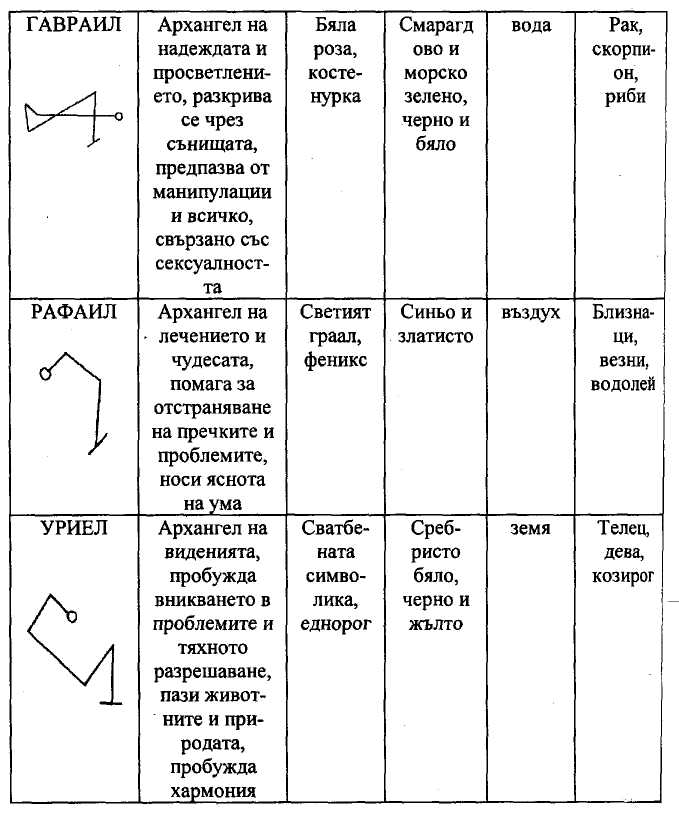 ГАВРАИЛ
Архангел на
надеждата и
просветлени-
ето, разкрива
се чрез
сънищата,
предпазва от
манипулации
и всичко,
свързано със
сексуалност-
та
Бяла
роза,
косте-
нурка
Смарагд
ово и
морско
зелено,
черно и
бяло
вода
Рак,
скорпи-
он,
риби
РАФАИЛ
Архангел на
лечението и
чудесата,
помага за
отстраняване
на пречките и
проблемите,
носи яснота
на ума
Светият
граал,
феникс
Синьо и
златисто
въздух
Близна-
ци,
везни,
водолей
УРИЕЛ
Архангел на
виденията,
пробужда
вникването в
проблемите и
тяхното
разрешаване,
пази живот-
ните и при-
родата,
пробужда
хармония
Сватбе-
ната
симво-
лика,
еднорог
Среб-
ристо
бяло,
черно и
жълто
земя
Телец,
дева,
козирог